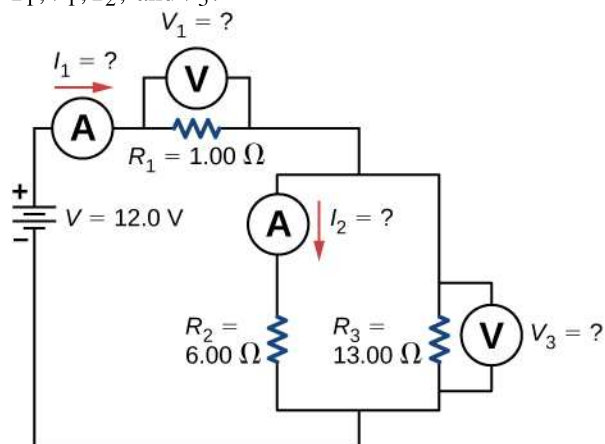 V₁ = ?
I₁ = ?
V
A
R₁ = 1.00 Ω
+
V = 12.0 V
−
A
I₂ = ?
R₂ =
6.00 Ω
R₃ =
13.00 Ω
V
V₃ = ?